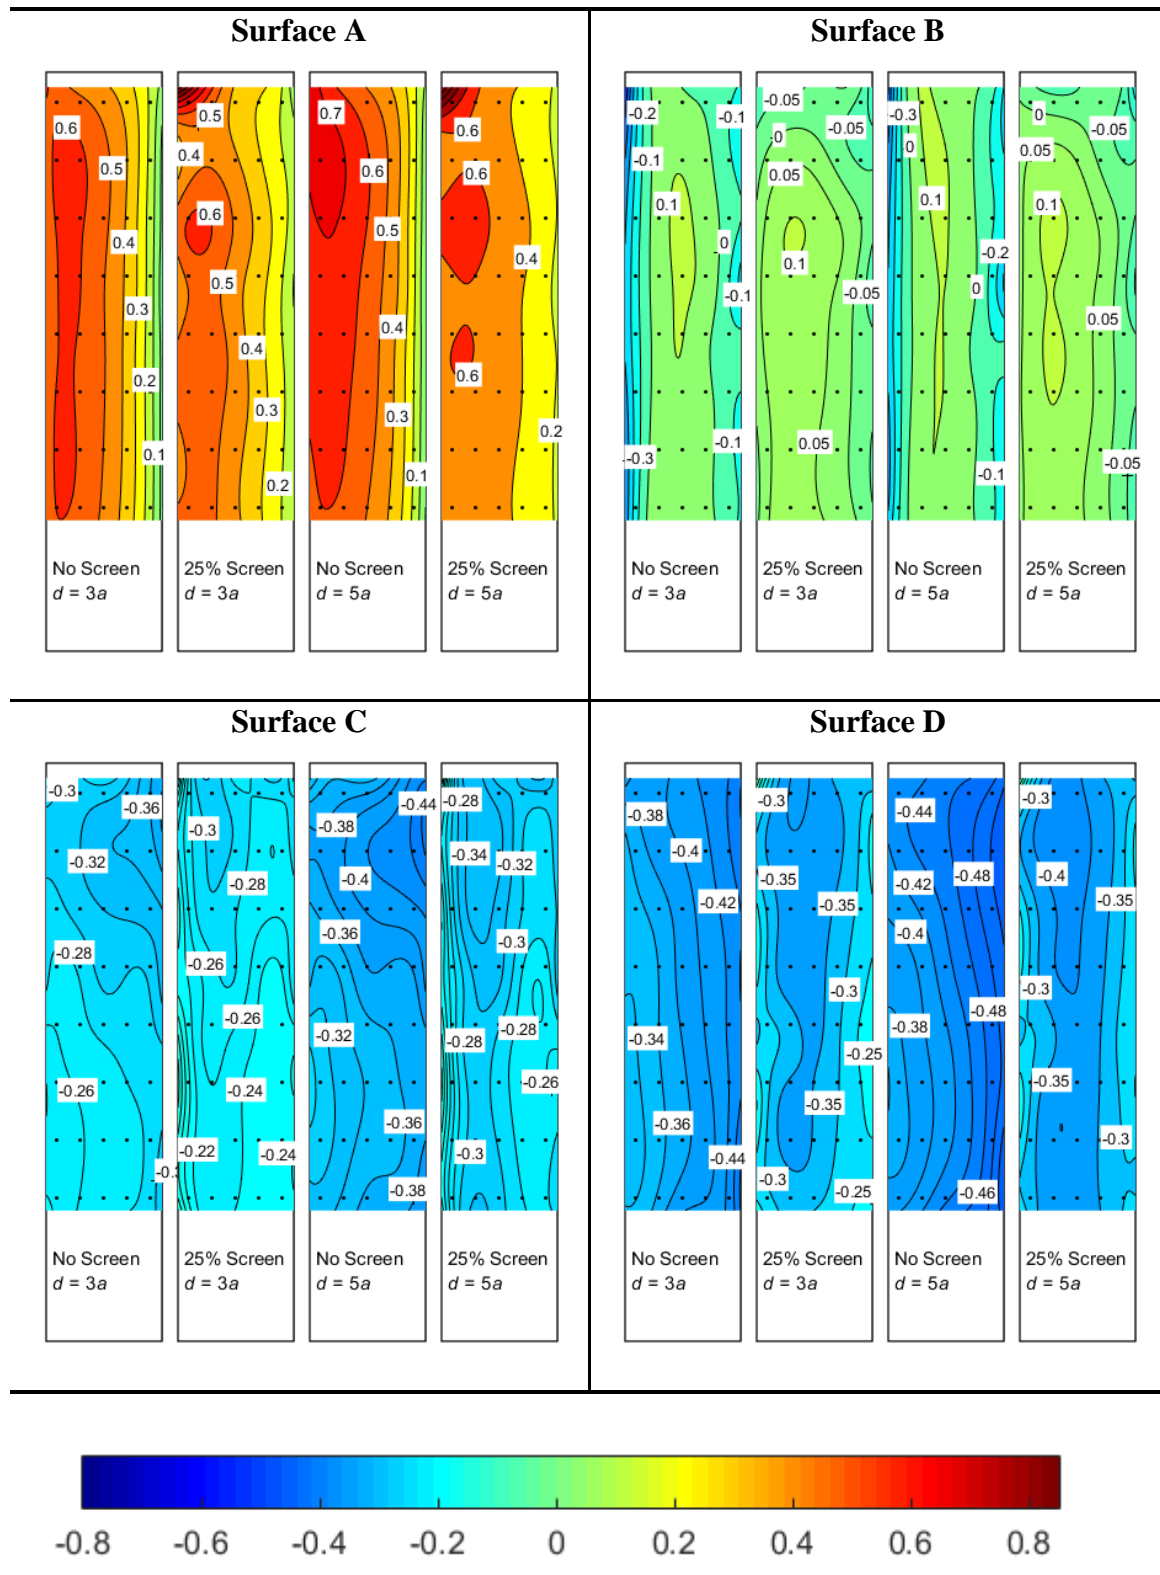 Surface A
0.6
0.5
0.4
0.3
0.2
0.1
No Screen
d = 3a
0.5
0.4
0.6
0.5
0.4
0.3
0.2
25% Screen
d = 3a
0.7
0.6
0.5
0.4
0.3
0.1
No Screen
d = 5a
0.6
0.6
0.4
0.6
0.2
25% Screen
d = 5a
Surface B
-0.2
-0.1
-0.1
0.1
0
-0.1
-0.1
-0.3
No Screen
d = 3a
-0.05
-0.05
0
0.05
0.1
-0.05
0.05
25% Screen
d = 3a
-0.3
0
0.1
-0.2
0
-0.1
No Screen
d = 5a
0
-0.05
0.05
0.1
0.05
-0.05
25% Screen
d = 5a
Surface C
-0.3
-0.36
-0.32
-0.28
-0.26
No Screen
d = 3a
-0.3
-0.28
-0.26
-0.26
-0.24
-0.22
-0.24
25% Screen
d = 3a
-0.44
-0.38
-0.4
-0.36
-0.32
-0.36
-0.38
No Screen
d = 5a
-0.28
-0.34
-0.32
-0.3
-0.28
-0.28
-0.26
-0.3
25% Screen
d = 5a
Surface D
-0.38
-0.4
-0.42
-0.34
-0.36
-0.44
No Screen
d = 3a
-0.3
-0.35
-0.35
-0.3
-0.25
-0.35
-0.3
-0.25
25% Screen
d = 3a
-0.44
-0.48
-0.42
-0.4
-0.48
-0.38
-0.46
No Screen
d = 5a
-0.3
-0.4
-0.35
-0.3
-0.35
-0.3
25% Screen
d = 5a
-0.8 -0.6 -0.4 -0.2 0 0.2 0.4 0.6 0.8